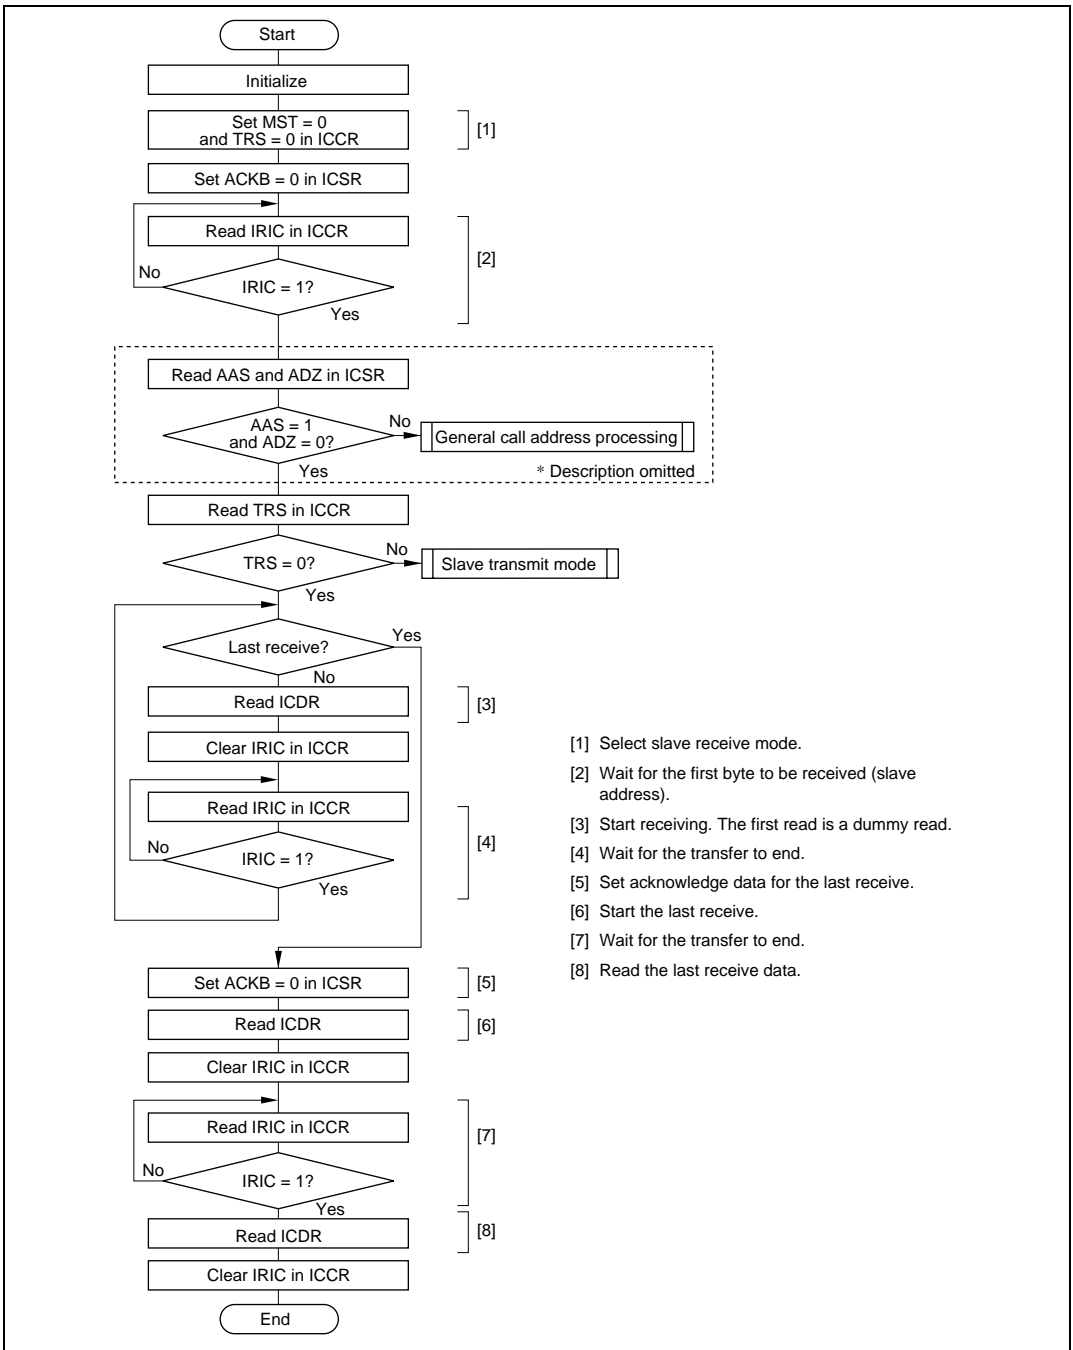 Start
Initialize
Set MST = 0
and TRS = 0 in ICCR
[1]
Set ACKB = 0 in ICSR
Read IRIC in ICCR
[2]
No
IRIC = 1?
Yes
Read AAS and ADZ in ICSR
AAS = 1
and ADZ = 0?
No
General call address processing
Yes
* Description omitted
Read TRS in ICCR
TRS = 0?
No
Slave transmit mode
Yes
Last receive?
Yes
No
Read ICDR
[3]
Clear IRIC in ICCR
Read IRIC in ICCR
[4]
No
IRIC = 1?
Yes
Set ACKB = 0 in ICSR
[5]
Read ICDR
[6]
Clear IRIC in ICCR
Read IRIC in ICCR
[7]
No
IRIC = 1?
Yes
Read ICDR
[8]
Clear IRIC in ICCR
End
[1] Select slave receive mode.
[2] Wait for the first byte to be received (slave
address).
[3] Start receiving. The first read is a dummy read.
[4] Wait for the transfer to end.
[5] Set acknowledge data for the last receive.
[6] Start the last receive.
[7] Wait for the transfer to end.
[8] Read the last receive data.